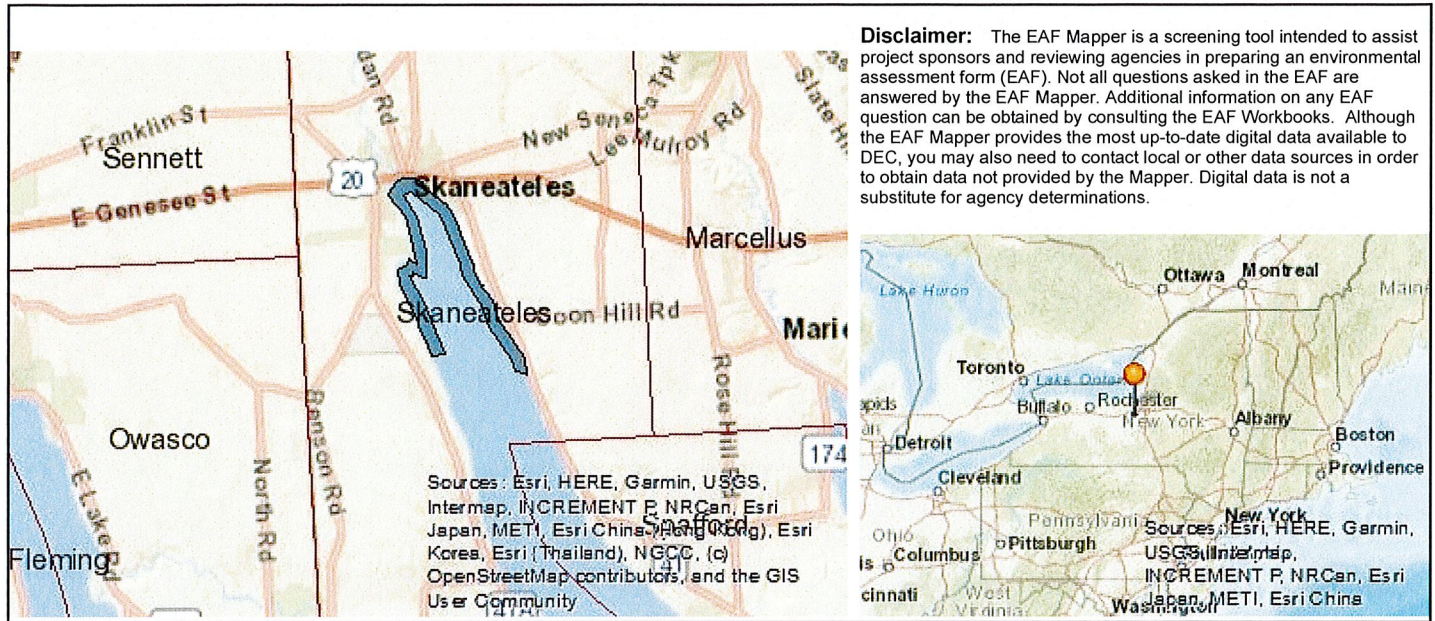 Disclaimer: The EAF Mapper is a screening tool intended to assist
project sponsors and reviewing agencies in preparing an environmental
assessment form (EAF). Not all questions asked in the EAF are
answered by the EAF Mapper. Additional information on any EAF
question can be obtained by consulting the EAF Workbooks. Although
the EAF Mapper provides the most up-to-date digital data available to
DEC, you may also need to contact local or other data sources in order
to obtain data not provided by the Mapper. Digital data is not a
substitute for agency determinations.
Franklin St
Sennett
E Genesee St
20
Skaneateles
Lee Mulroy Rd
Marcellus
Skaneateles
Rose Hill Rd
Owasco
Benson Rd
North Rd
174
Spafford
41
Fleming
Sources: Esri, HERE, Garmin, USGS,
Intermap, INCREMENT P, NRCan, Esri
Japan, METI, Esri China (Hong Kong), Esri
Korea, Esri (Thailand), NGCC, (c)
OpenStreetMap contributors, and the GIS
User Community
Ottawa
Montreal
Lake Huron
Toronto
Lake
Rochester
Buffalo
New York
Albany
Detroit
Boston
Providence
Cleveland
New York
Pennsylvania
Ohio
Pittsburgh
Columbus
West
Virginia
Washington
Sources: Esri, HERE, Garmin,
USGS, Intermap,
INCREMENT P, NRCan, Esri
Japan, METI, Esri China